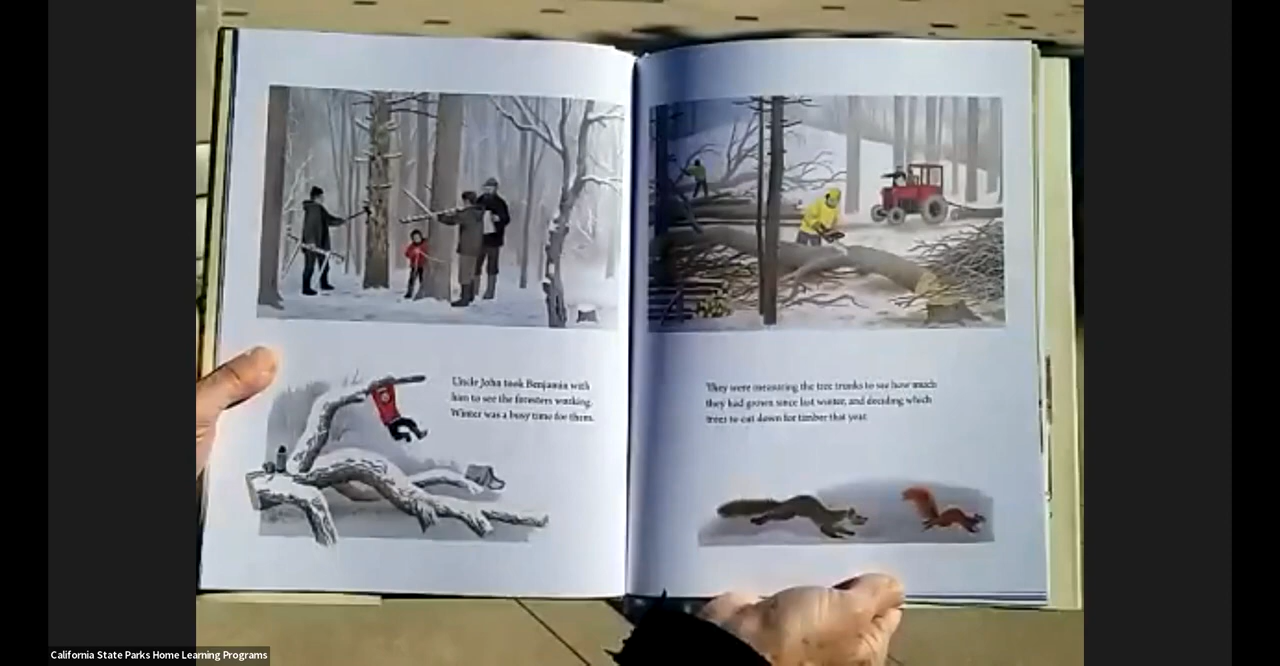 Uncle John took Benjamin with
him to see the foresters working.
Winter was a busy time for them.
They were measuring the tree trunks to see how much
they had grown since last winter, and deciding which
trees to cut down for timber that year.
California State Parks Home Learning Programs